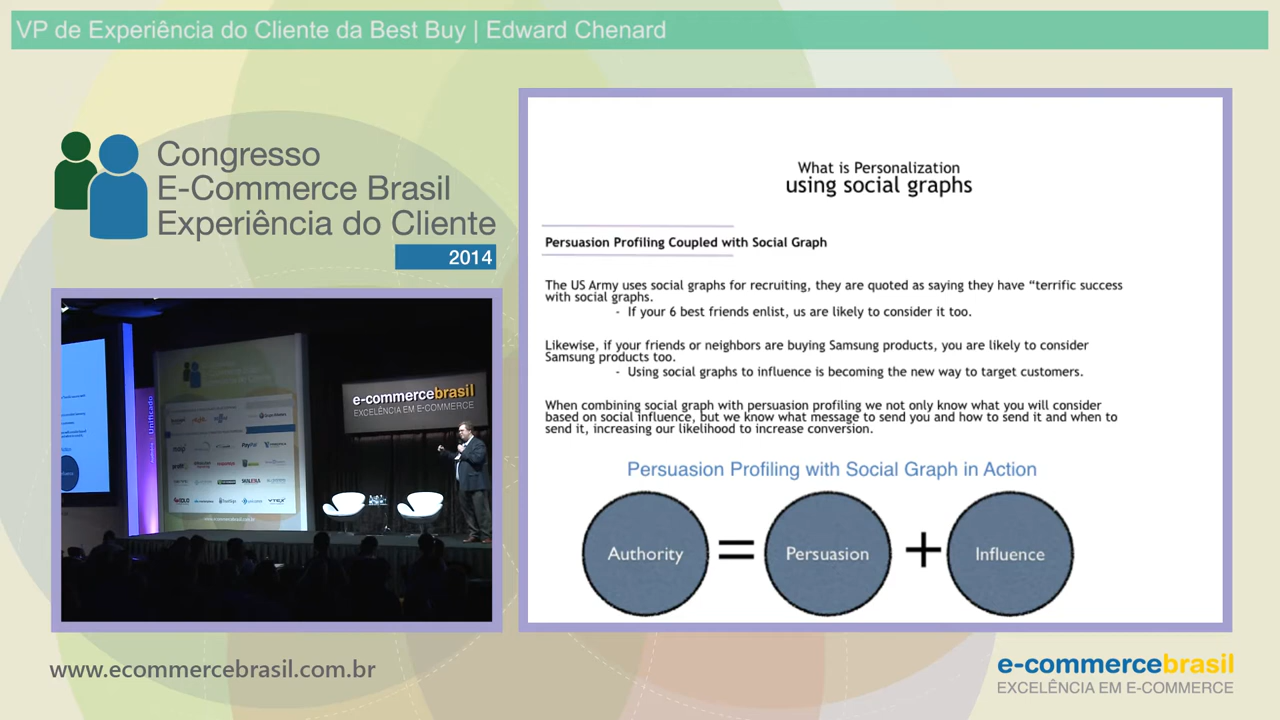 VP de Experiência do Cliente da Best Buy | Edward Chenard
Congresso
E-Commerce Brasil
Experiência do Cliente
2014
What is Personalization
using social graphs
Persuasion Profiling Coupled with Social Graph
The US Army uses social graphs for recruiting, they are quoted as saying they have “terrific success
with social graphs.
- If your 6 best friends enlist, us are likely to consider it too.
Likewise, if your friends or neighbors are buying Samsung products, you are likely to consider
Samsung products too.
- Using social graphs to influence is becoming the new way to target customers.
When combining social graph with persuasion profiling we not only know what you will consider
based on social influence, but we know what message to send you and how to send it and when to
send it, increasing our likelihood to increase conversion.
Persuasion Profiling with Social Graph in Action
Authority = Persuasion + Influence
e-commercebrasil
EXCELÊNCIA EM E-COMMERCE
Unificado
PayPal
VTEX
www.ecommercebrasil.com.br
e-commercebrasil
EXCELÊNCIA EM E-COMMERCE